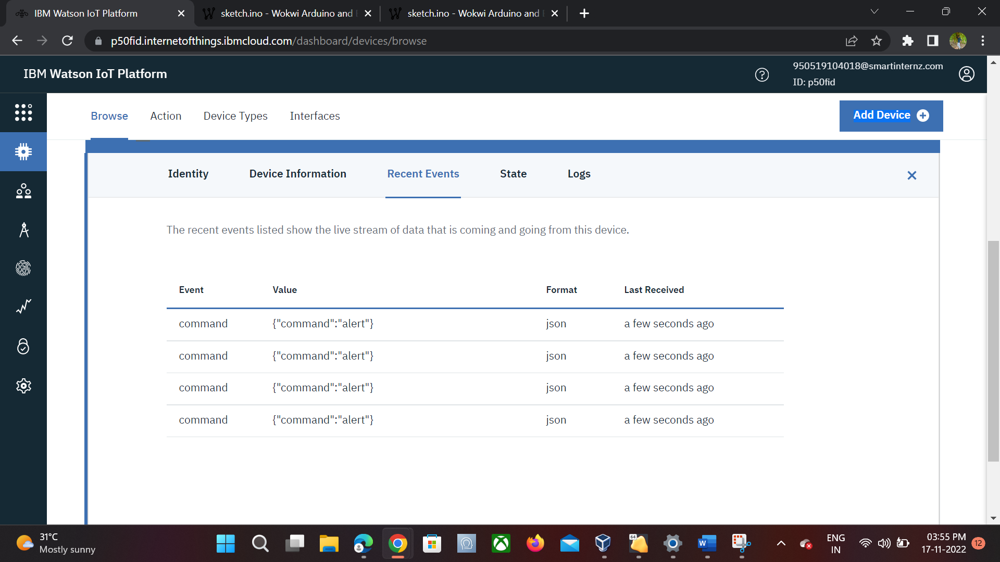 IBM Watson IoT Platform
sketch.ino - Wokwi Arduino and
sketch.ino - Wokwi Arduino and
p50fid.internetofthings.ibmcloud.com/dashboard/devices/browse
IBM Watson IoT Platform
950519104018@smartinternz.com
ID: p50fid
Browse Action Device Types Interfaces
Add Device
Identity Device Information Recent Events State Logs
The recent events listed show the live stream of data that is coming and going from this device.
Event Value Format Last Received
command {"command":"alert"} json a few seconds ago
command {"command":"alert"} json a few seconds ago
command {"command":"alert"} json a few seconds ago
command {"command":"alert"} json a few seconds ago
31°C
Mostly sunny
64
W
ENG
IN
03:55 PM
17-11-2022
12